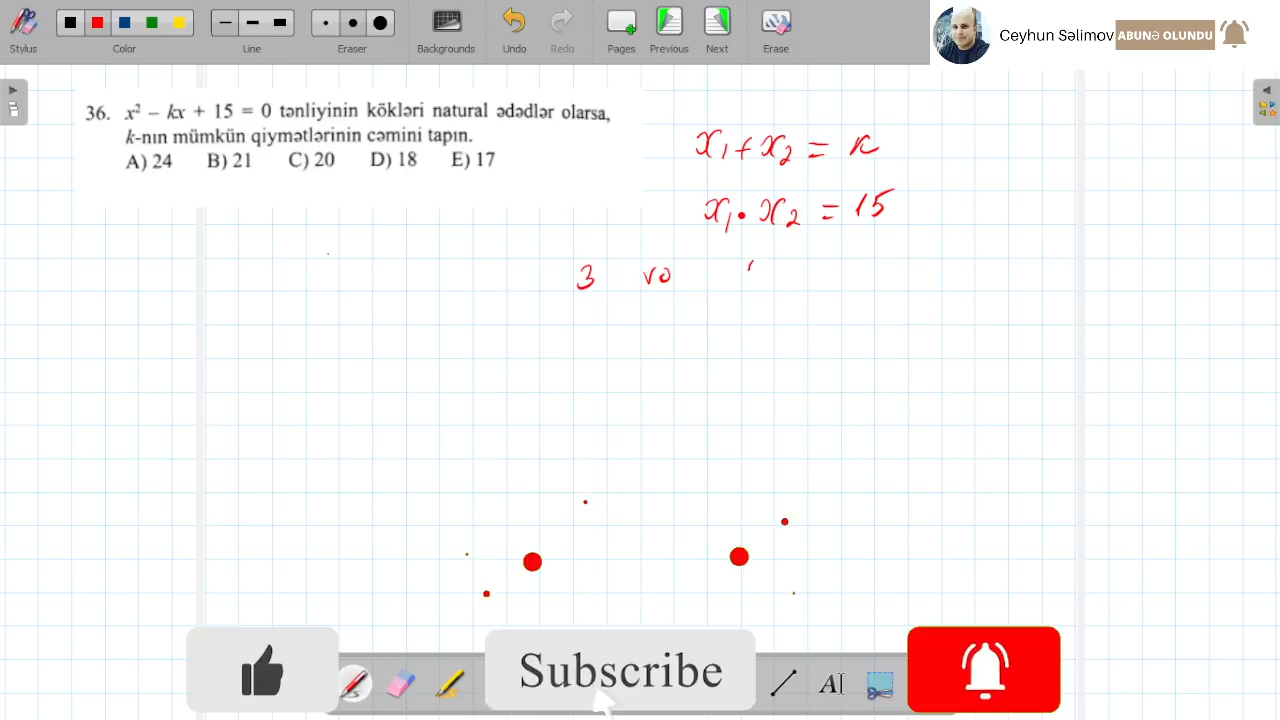 Stylus Color Line Eraser Backgrounds Undo Redo Pages Previous Next Erase
Ceyhun Səlimov ABUNƏ OLUNDU
36. x² − kx + 15 = 0 tənliyinin kökləri natural ədədlər olarsa,
k-nın mümkün qiymətlərinin cəmini tapın.
A) 24 B) 21 C) 20 D) 18 E) 17
x₁ + x₂ = k
x₁ · x₂ = 15
3 və
Subscribe